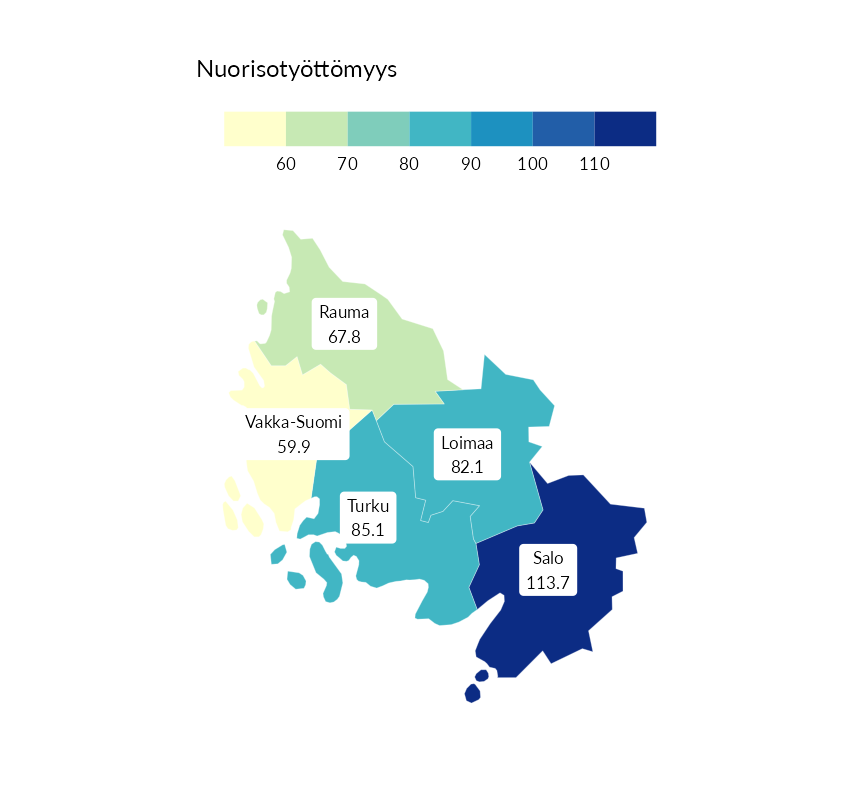 Nuorisotyöttömyys
60 70 80 90 100 110
Rauma
67.8
Vakka-Suomi
59.9
Loimaa
82.1
Turku
85.1
Salo
113.7